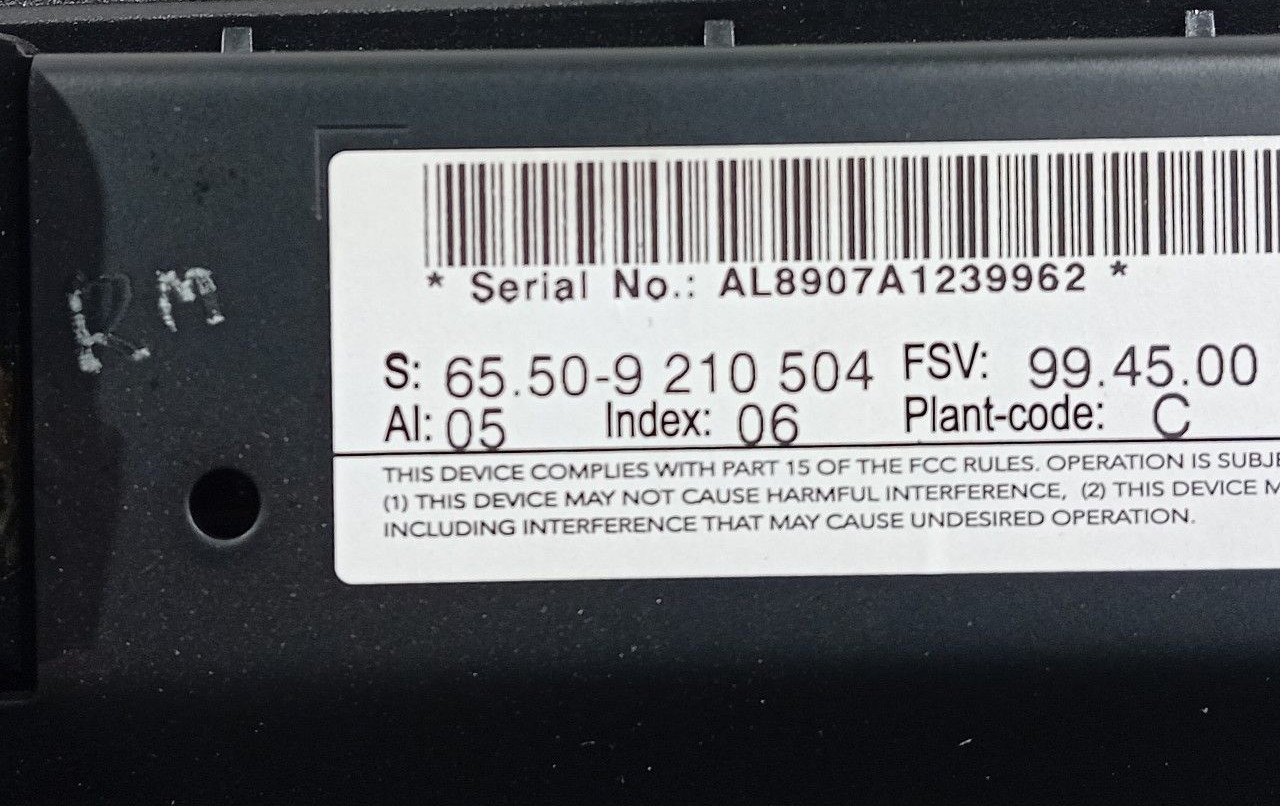 RM
* Serial No.: AL8907A1239962 *
S: 65.50-9 210 504 FSV: 99.45.00
AI: 05 Index: 06 Plant-code: C
THIS DEVICE COMPLIES WITH PART 15 OF THE FCC RULES. OPERATION IS
(1) THIS DEVICE MAY NOT CAUSE HARMFUL INTERFERENCE, (2) THIS DEVICE
INCLUDING INTERFERENCE THAT MAY CAUSE UNDESIRED OPERATION.